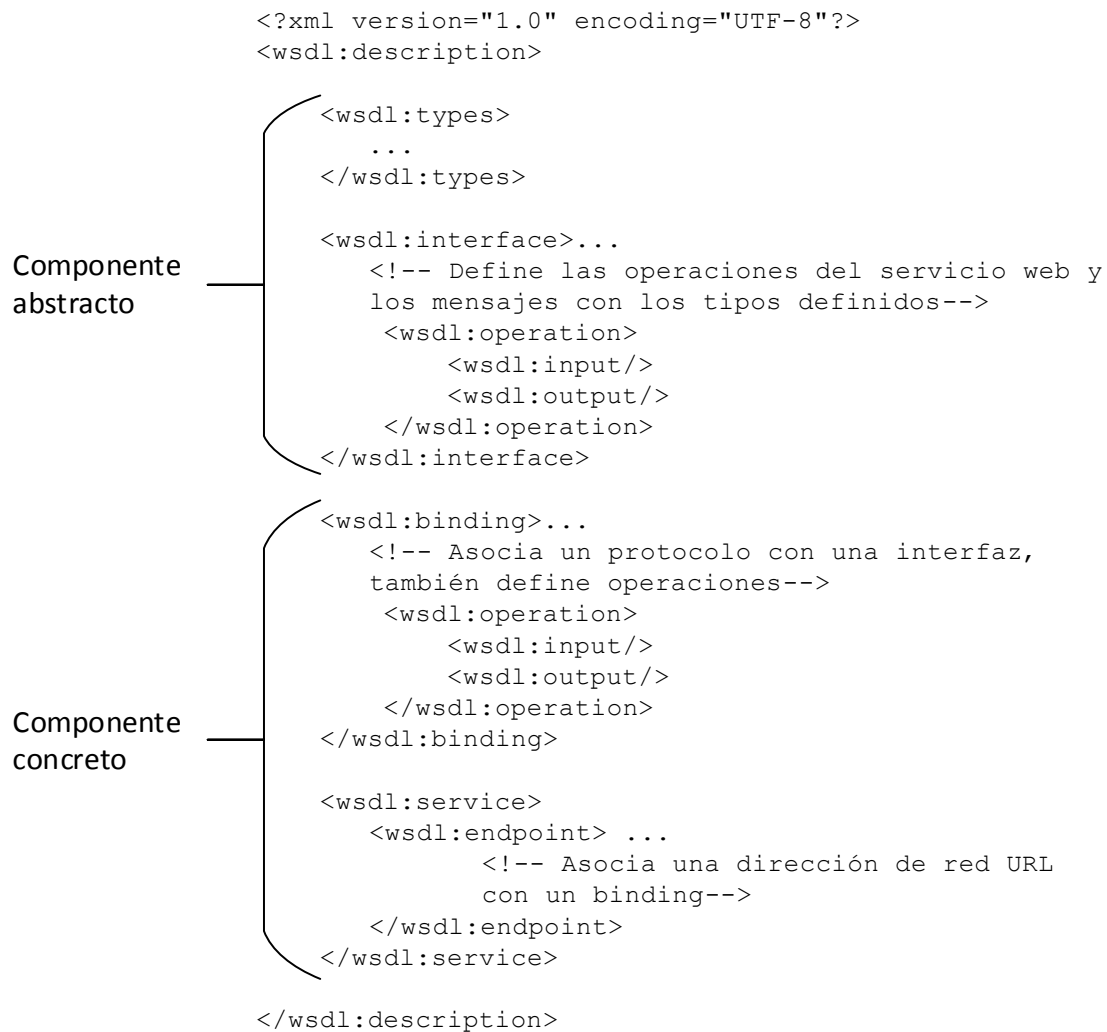 <?xml version="1.0" encoding="UTF-8"?>
<wsdl:description>
<wsdl:types>
...
</wsdl:types>
<wsdl:interface>...
<!-- Define las operaciones del servicio web y
los mensajes con los tipos definidos-->
<wsdl:operation>
<wsdl:input/>
<wsdl:output/>
</wsdl:operation>
</wsdl:interface>
Componente
abstracto
<wsdl:binding>...
<!-- Asocia un protocolo con una interfaz,
también define operaciones-->
<wsdl:operation>
<wsdl:input/>
<wsdl:output/>
</wsdl:operation>
</wsdl:binding>
<wsdl:service>
<wsdl:endpoint> ...
<!-- Asocia una dirección de red URL
con un binding-->
</wsdl:endpoint>
</wsdl:service>
Componente
concreto
</wsdl:description>